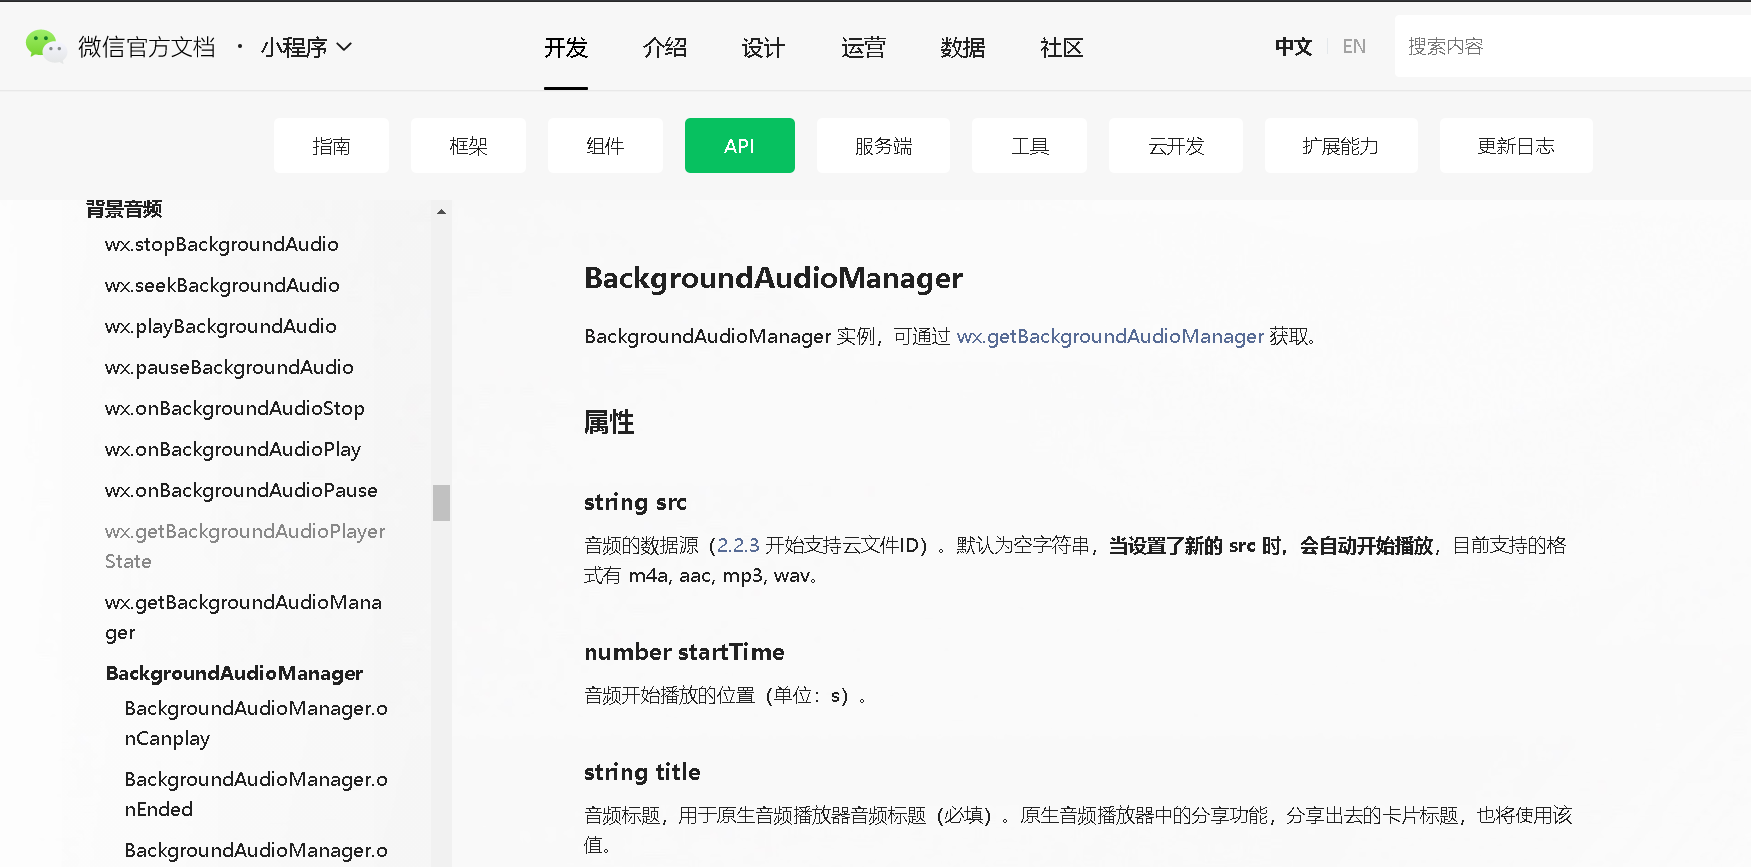 微信官方文档 · 小程序
开发 介绍 设计 运营 数据 社区
中文 EN 搜索内容
指南 框架 组件 API 服务端 工具 云开发 扩展能力 更新日志
背景音频
wx.stopBackgroundAudio
wx.seekBackgroundAudio
wx.playBackgroundAudio
wx.pauseBackgroundAudio
wx.onBackgroundAudioStop
wx.onBackgroundAudioPlay
wx.onBackgroundAudioPause
wx.getBackgroundAudioPlayer
State
wx.getBackgroundAudioMana
ger
BackgroundAudioManager
BackgroundAudioManager.o
nCanplay
BackgroundAudioManager.o
nEnded
BackgroundAudioManager.o
BackgroundAudioManager
BackgroundAudioManager 实例，可通过 wx.getBackgroundAudioManager 获取。
属性
string src
音频的数据源（2.2.3 开始支持云文件ID）。默认为空字符串，当设置了新的 src 时，会自动开始播放，目前支持的格
式有 m4a, aac, mp3, wav。
number startTime
音频开始播放的位置（单位：s）。
string title
音频标题，用于原生音频播放器音频标题（必填）。原生音频播放器中的分享功能，分享出去的卡片标题，也将使用该
值。